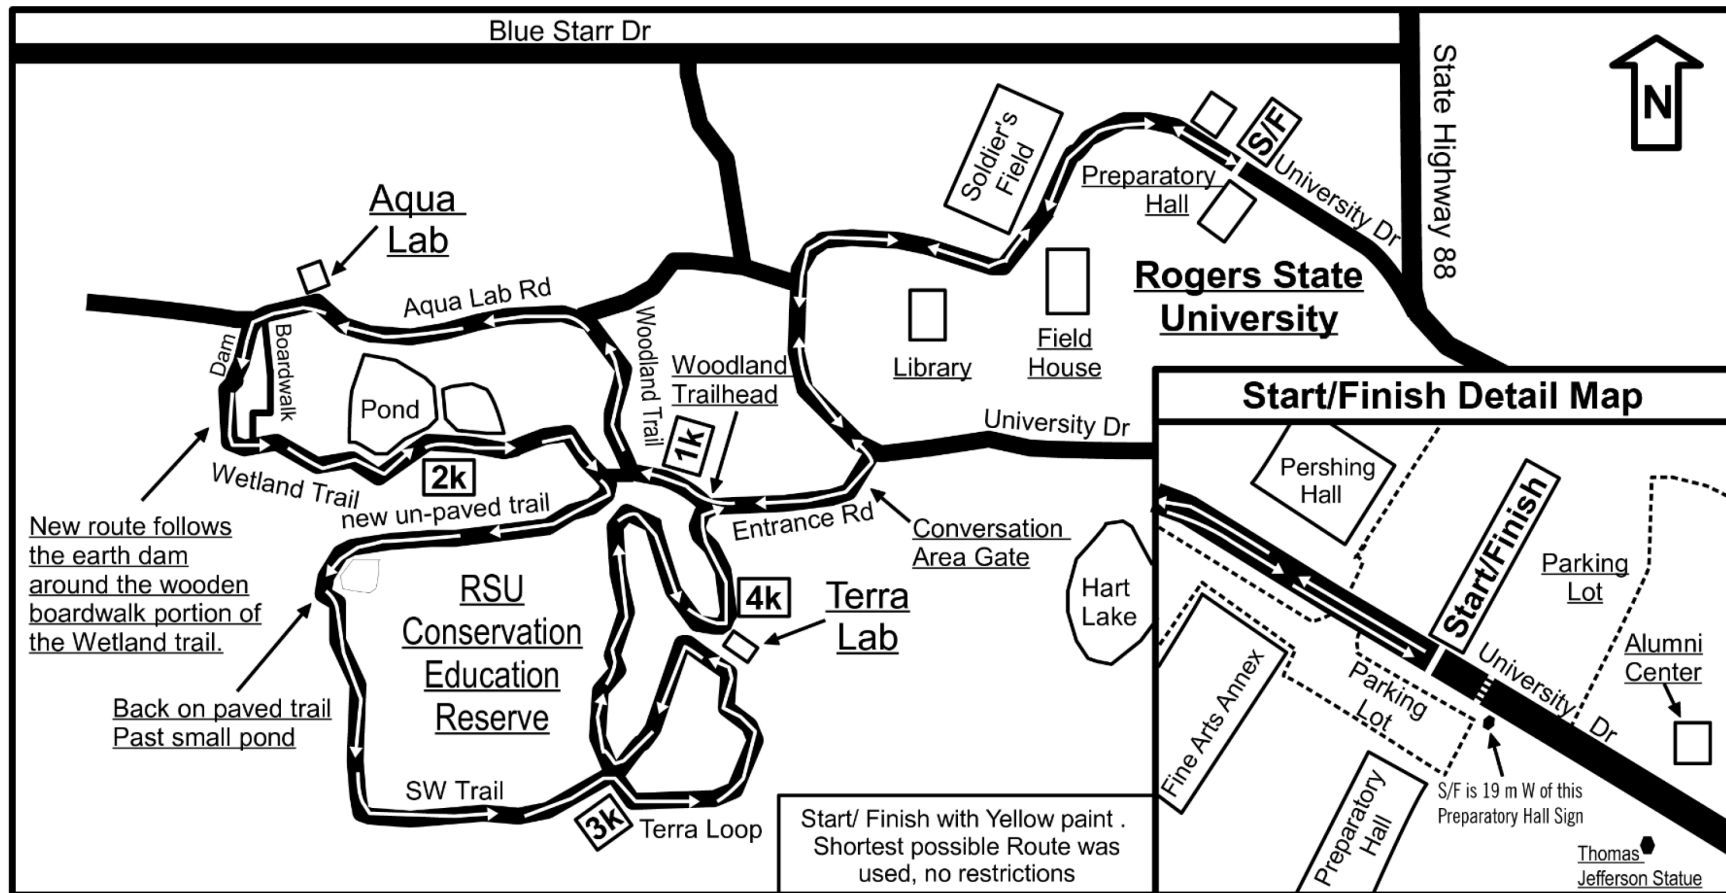 Blue Starr Dr
State Highway 88
N
S/F
Soldier's
Field
Preparatory
Hall
University Dr
Aqua
Lab
Aqua Lab Rd
Rogers State
University
Dam
Boardwalk
Woodland Trail
Woodland
Trailhead
Library
Field
House
Pond
1k
University Dr
2k
Wetland Trail
new un-paved trail
Entrance Rd
Conversation
Area Gate
New route follows
the earth dam
around the wooden
boardwalk portion of
the Wetland trail.
RSU
Conservation
Education
Reserve
4k
Terra
Lab
Hart
Lake
Back on paved trail
Past small pond
SW Trail
3k
Terra Loop
Start/ Finish with Yellow paint .
Shortest possible Route was
used, no restrictions
Start/Finish Detail Map
Pershing
Hall
Start/Finish
Parking
Lot
Alumni
Center
University Dr
Parking
Lot
Fine Arts Annex
Preparatory
Hall
S/F is 19 m W of this
Preparatory Hall Sign
Thomas
Jefferson Statue